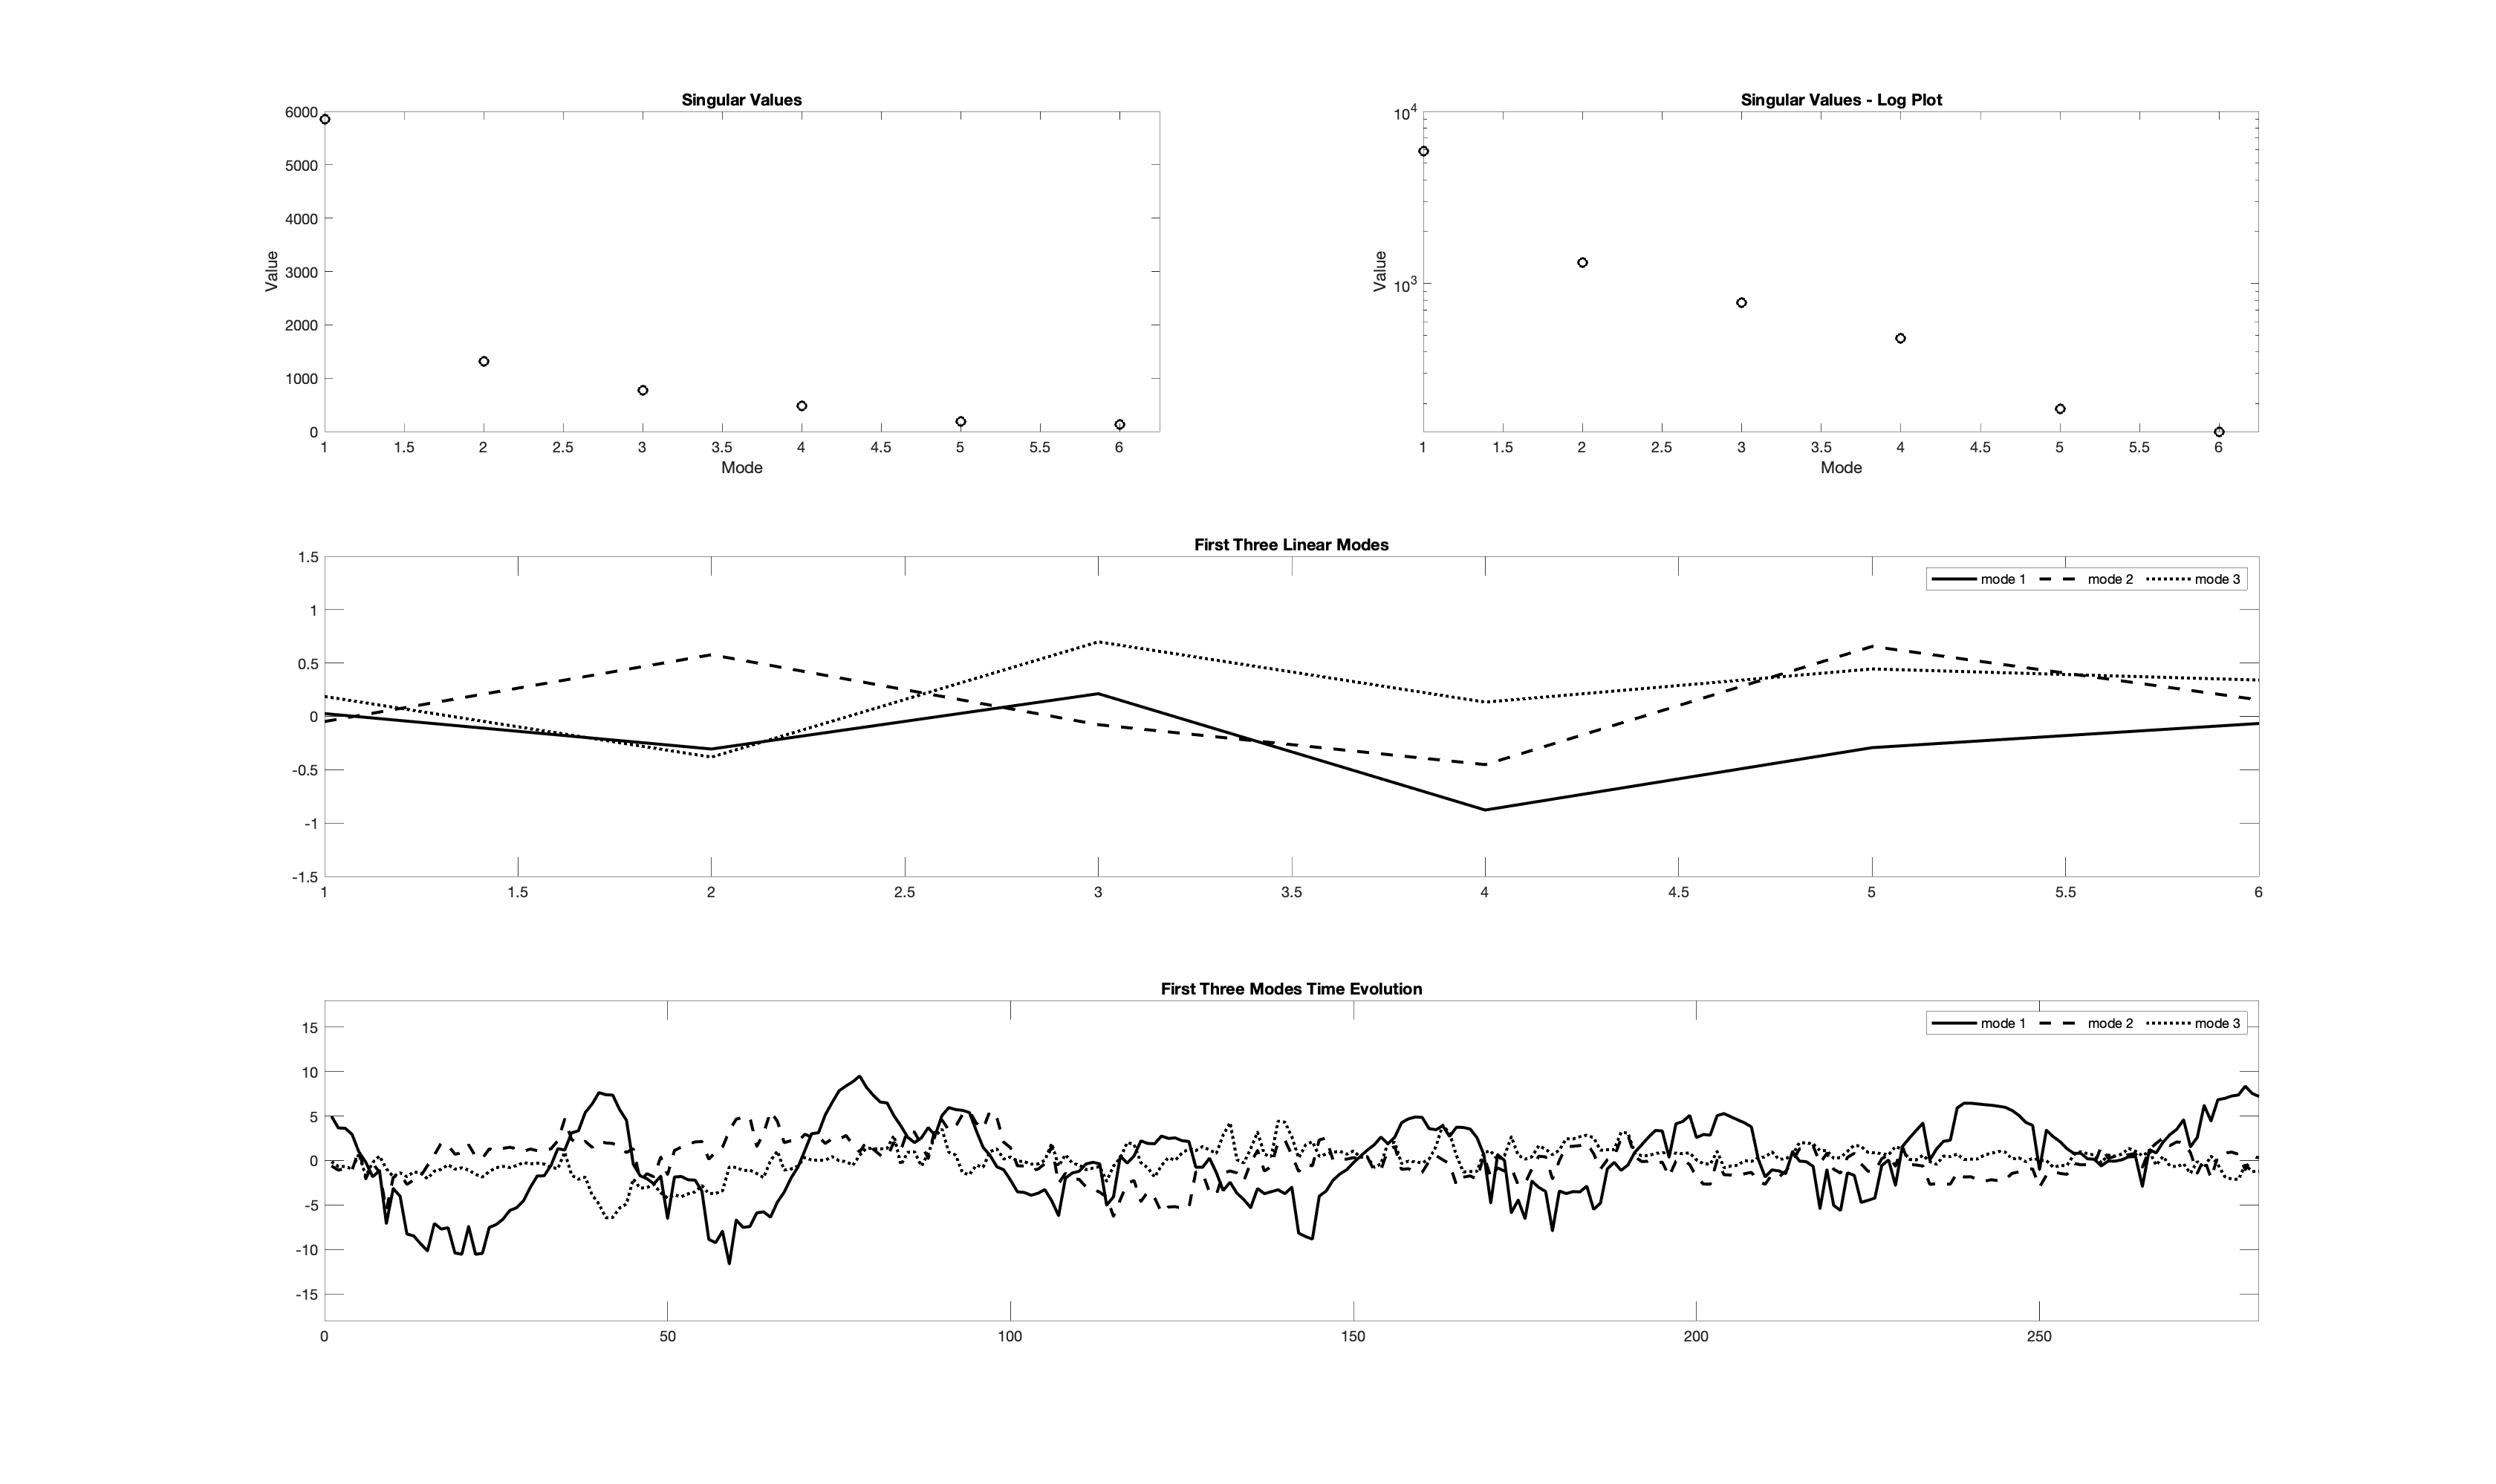 Singular Values
6000
5000
4000
3000
2000
1000
0
Value
1 1.5 2 2.5 3 3.5 4 4.5 5 5.5 6
Mode
Singular Values - Log Plot
10^4
10^3
Value
1 1.5 2 2.5 3 3.5 4 4.5 5 5.5 6
Mode
First Three Linear Modes
mode 1 mode 2 mode 3
1.5
1
0.5
0
-0.5
-1
-1.5
1 1.5 2 2.5 3 3.5 4 4.5 5 5.5 6
First Three Modes Time Evolution
mode 1 mode 2 mode 3
15
10
5
0
-5
-10
-15
0 50 100 150 200 250